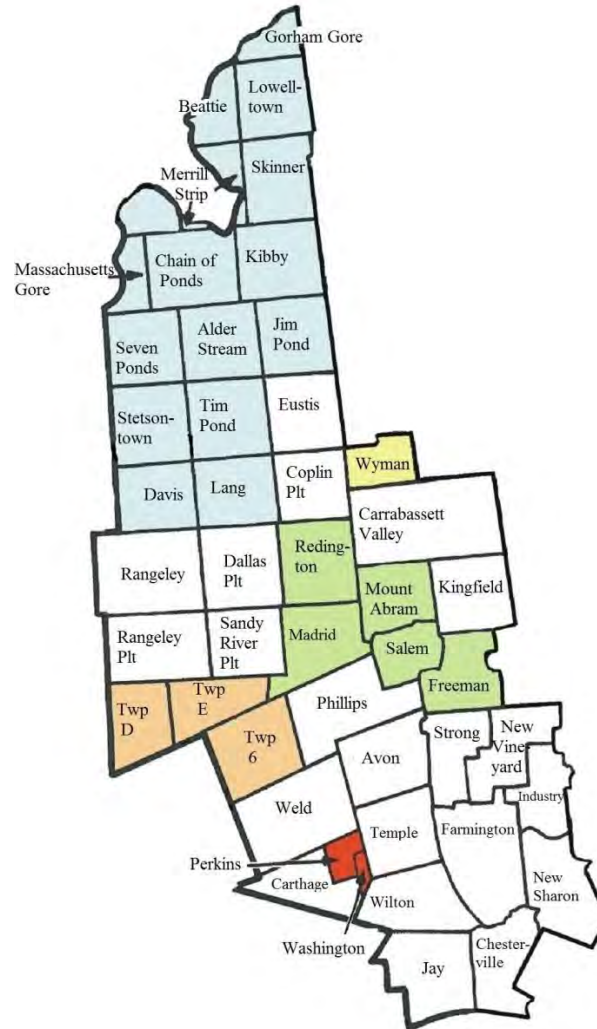 Gorham Gore
Lowell-
town
Beattie
Skinner
Merrill
Strip
Massachusetts
Gore
Chain of
Ponds
Kibby
Seven
Ponds
Alder
Stream
Jim
Pond
Stetson-
town
Tim
Pond
Eustis
Wyman
Davis
Lang
Coplin
Plt
Carrabassett
Valley
Rangeley
Dallas
Plt
Reding-
ton
Mount
Abram
Kingfield
Rangeley
Plt
Sandy
River
Plt
Madrid
Salem
Freeman
Twp
D
Twp
E
Twp
6
Phillips
Strong
New
Vine-
yard
Avon
Industry
Weld
Temple
Farmington
Perkins
Carthage
New
Sharon
Wilton
Washington
Jay
Chester-
ville